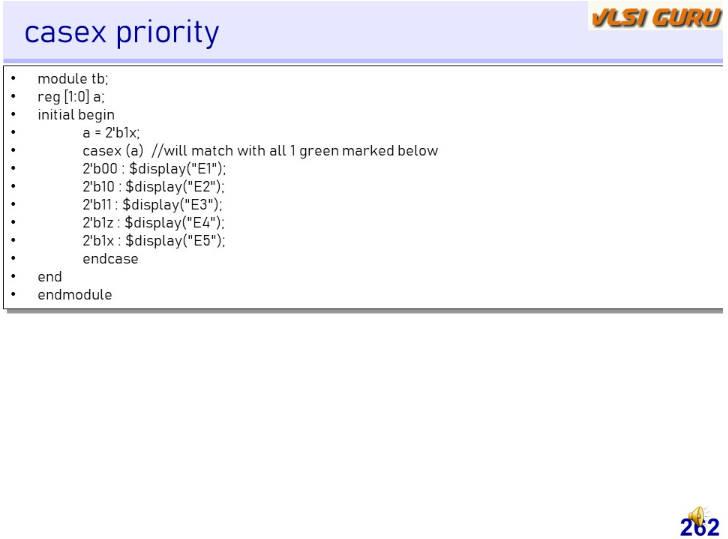 casex priority
VLSI GURU
• module tb;
• reg [1:0] a;
• initial begin
• a = 2'b1x;
• casex (a) //will match with all 1 green marked below
• 2'b00 : $display("E1");
• 2'b10 : $display("E2");
• 2'b11 : $display("E3");
• 2'b1z : $display("E4");
• 2'b1x : $display("E5");
• endcase
• end
• endmodule
262